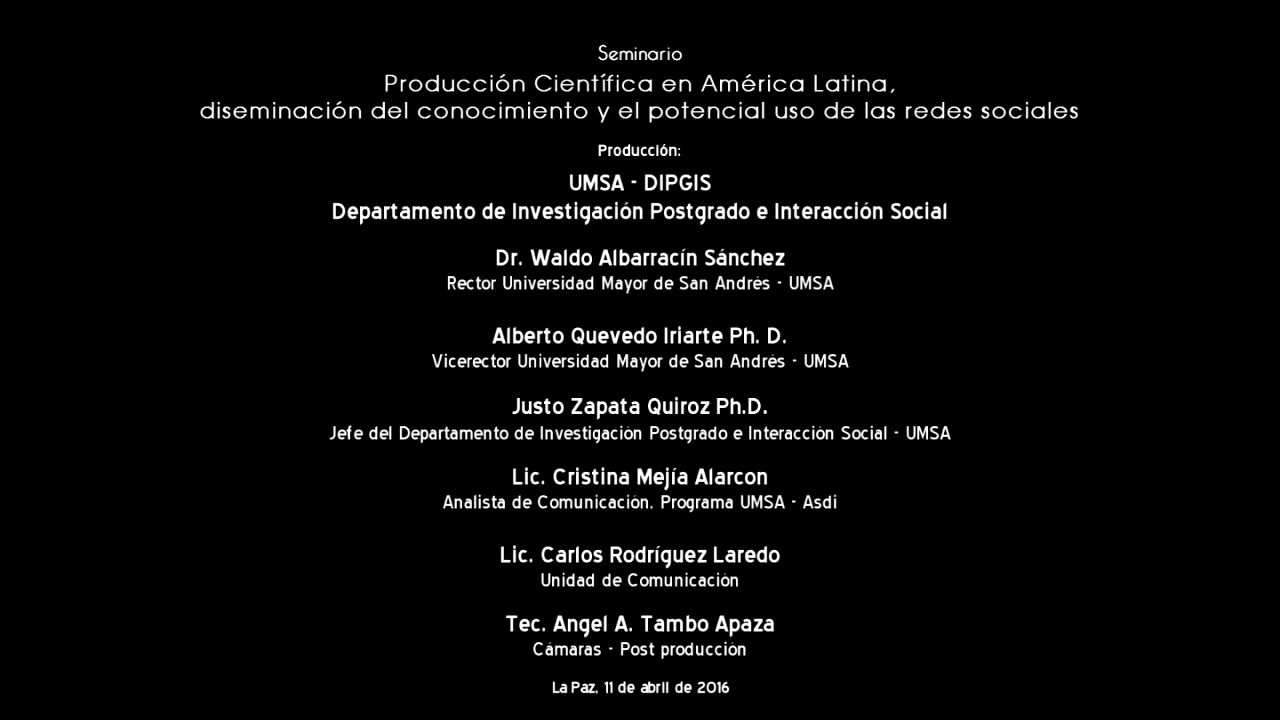 Seminario
Producción Científica en América Latina,
diseminación del conocimiento y el potencial uso de las redes sociales
Producción:
UMSA - DIPGIS
Departamento de Investigación Postgrado e Interacción Social
Dr. Waldo Albarracín Sánchez
Rector Universidad Mayor de San Andrés - UMSA
Alberto Quevedo Iriarte Ph. D.
Vicerector Universidad Mayor de San Andrés - UMSA
Justo Zapata Quiroz Ph.D.
Jefe del Departamento de Investigación Postgrado e Interacción Social - UMSA
Lic. Cristina Mejía Alarcon
Analista de Comunicación. Programa UMSA - Asdi
Lic. Carlos Rodríguez Laredo
Unidad de Comunicación
Tec. Angel A. Tambo Apaza
Cámaras - Post producción
La Paz, 11 de abril de 2016